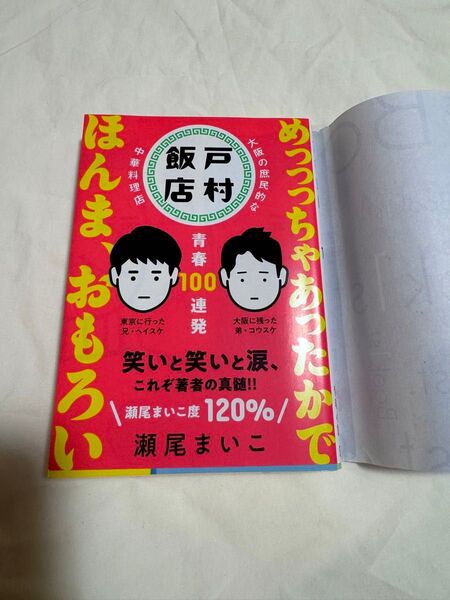 めっっっちゃあったかで
ほんま、おもろい
大阪の庶民的な
中華料理店
戸村
飯店
青春
100
連発
東京に行った
兄・ヘイスケ
大阪に残った
弟・コウスケ
笑いと笑いと涙、
これぞ著者の真髄!!
瀬尾まいこ度120%
瀬尾まいこ